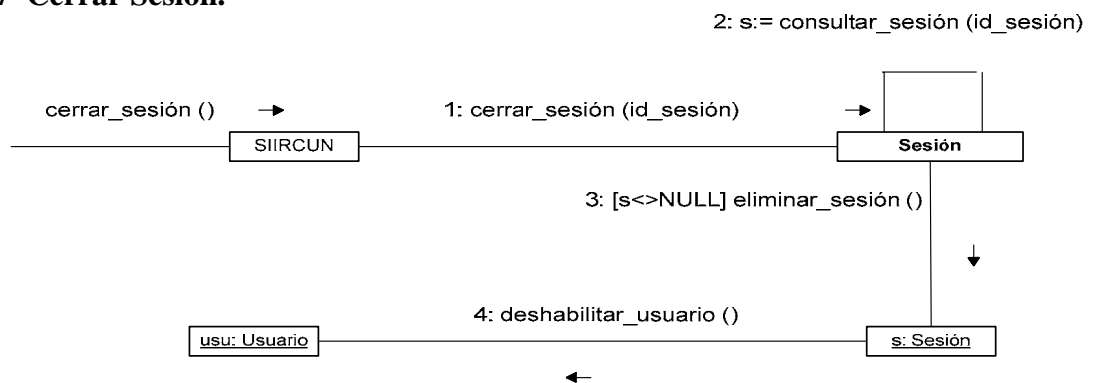 Cerrar Sesión.
2: s:= consultar_sesión (id_sesión)
cerrar_sesión ()
1: cerrar_sesión (id_sesión)
SIIRCUN
Sesión
3: [s<>NULL] eliminar_sesión ()
4: deshabilitar_usuario ()
usu: Usuario
s: Sesión